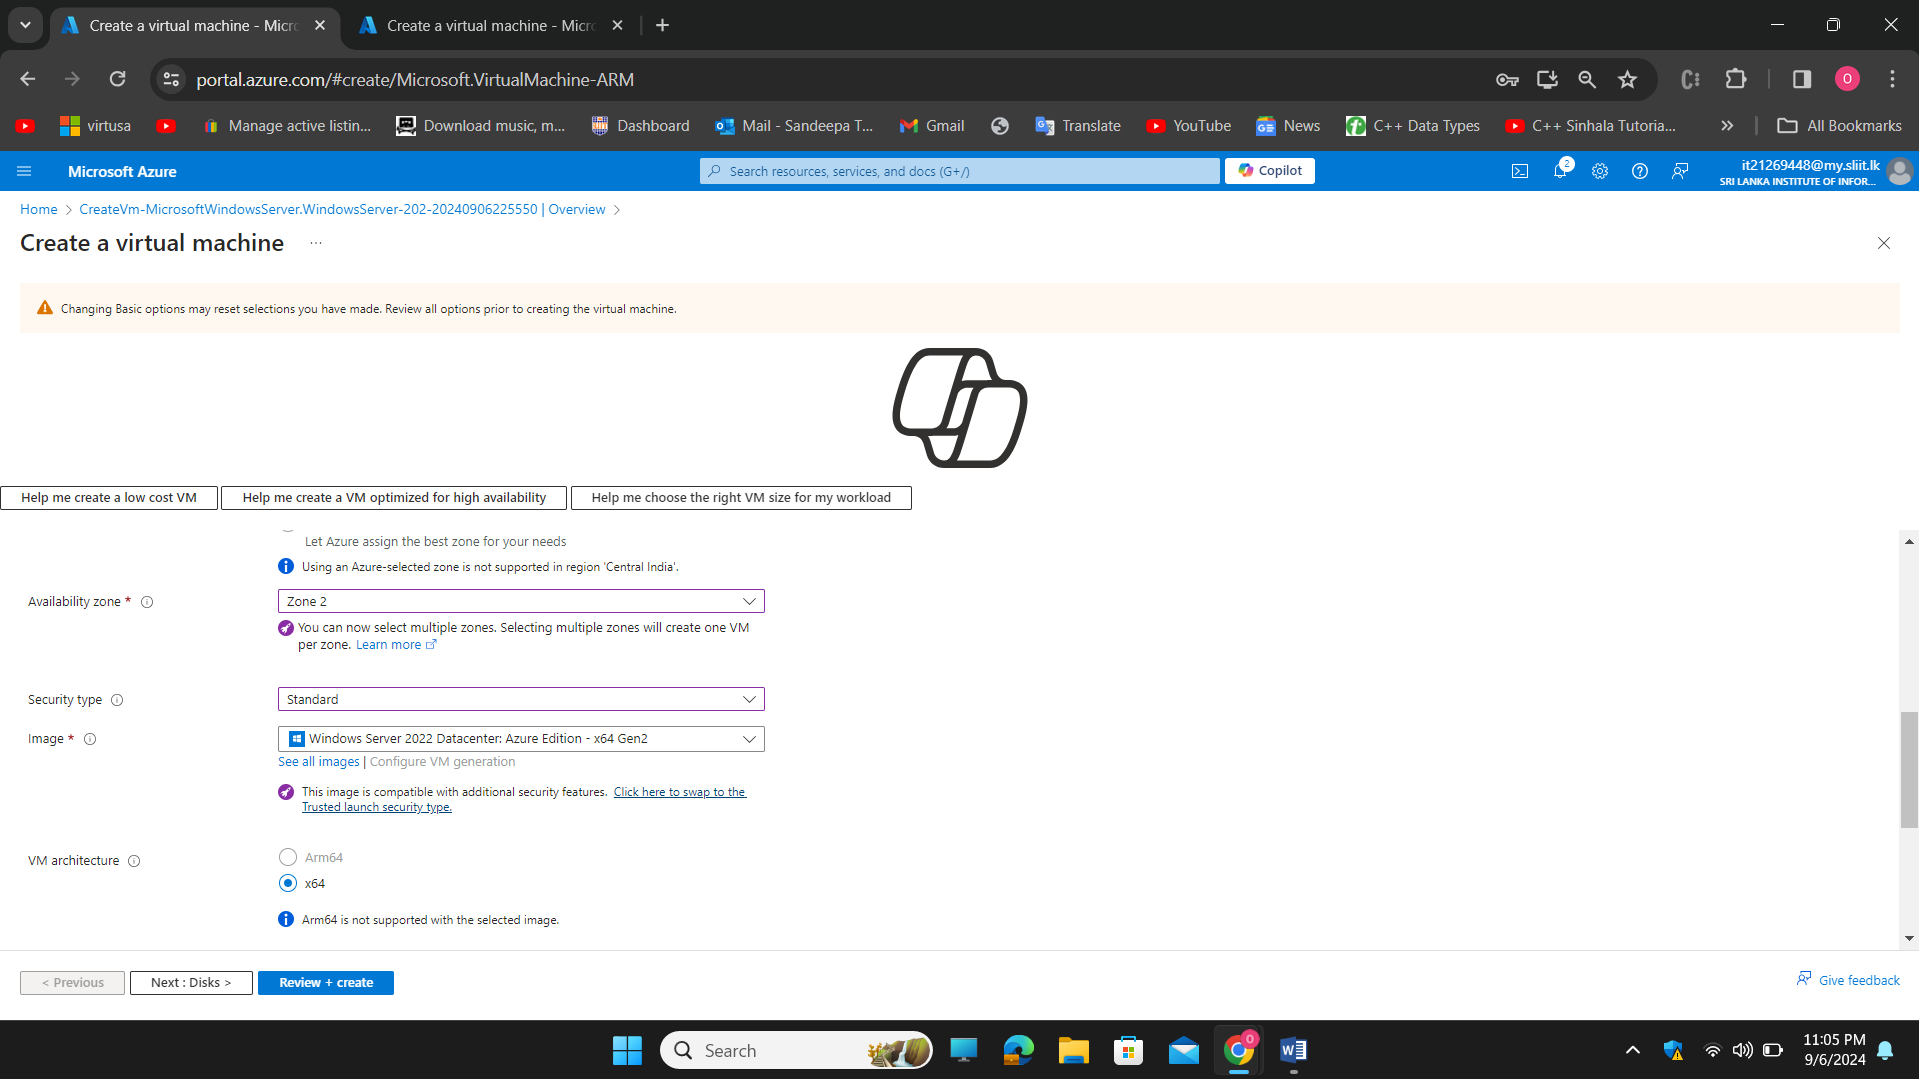 Create a virtual machine - Micro
Create a virtual machine - Micro
portal.azure.com/#create/Microsoft.VirtualMachine-ARM
O
virtusa
Manage active listin...
Download music, m...
Dashboard
Mail - Sandeepa T...
Gmail
Translate
YouTube
News
C++ Data Types
C++ Sinhala Tutoria...
All Bookmarks
Microsoft Azure
Search resources, services, and docs (G+/)
Copilot
2
it21269448@my.sliit.lk
SRI LANKA INSTITUTE OF INFOR...
Home > CreateVm-MicrosoftWindowsServer.WindowsServer-202-20240906225550 | Overview >
Create a virtual machine ...
Changing Basic options may reset selections you have made. Review all options prior to creating the virtual machine.
Help me create a low cost VM
Help me create a VM optimized for high availability
Help me choose the right VM size for my workload
Let Azure assign the best zone for your needs
Using an Azure-selected zone is not supported in region 'Central India'.
Availability zone *
Zone 2
You can now select multiple zones. Selecting multiple zones will create one VM
per zone. Learn more
Security type
Standard
Image *
Windows Server 2022 Datacenter: Azure Edition - x64 Gen2
See all images | Configure VM generation
This image is compatible with additional security features. Click here to swap to the
Trusted launch security type.
VM architecture
Arm64
x64
Arm64 is not supported with the selected image.
< Previous
Next : Disks >
Review + create
Give feedback
Search
0
11:05 PM
9/6/2024